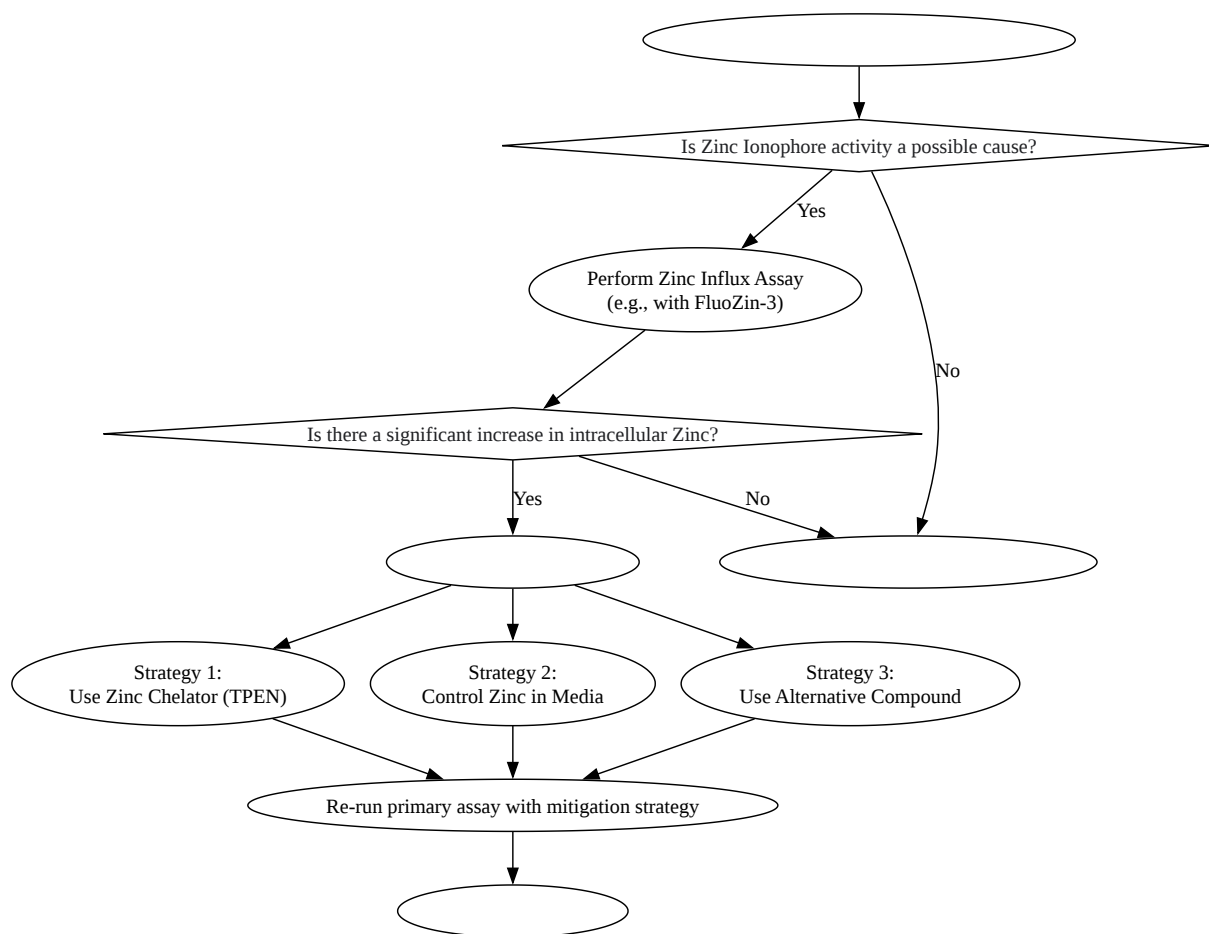 Is Zinc Ionophore activity a possible cause?
Yes
Perform Zinc Influx Assay
(e.g., with FluoZin-3)
No
Is there a significant increase in intracellular Zinc?
Yes
No
Strategy 1:
Use Zinc Chelator (TPEN)
Strategy 2:
Control Zinc in Media
Strategy 3:
Use Alternative Compound
Re-run primary assay with mitigation strategy